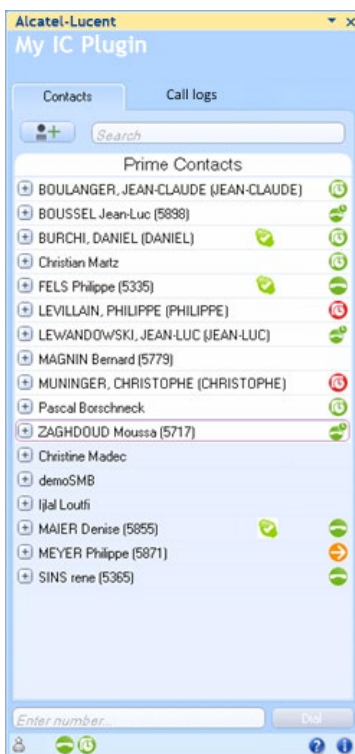 Alcatel-Lucent
My IC Plugin
Contacts Call logs
Search
Prime Contacts
BOULANGER, JEAN-CLAUDE (JEAN-CLAUDE)
BOUSSEL Jean-Luc (5898)
BURCHI, DANIEL (DANIEL)
Christian Martz
FELS Philippe (5335)
LEVILLAIN, PHILIPPE (PHILIPPE)
LEWANDOWSKI, JEAN-LUC (JEAN-LUC)
MAGNIN Bernard (5779)
MUNINGER, CHRISTOPHE (CHRISTOPHE)
Pascal Borschneck
ZAGHDOUD Moussa (5717)
Christine Madec
demoSMB
Ijlal Loutfi
MAIER Denise (5855)
MEYER Philippe (5871)
SINS rene (5365)
Enter number... Dial